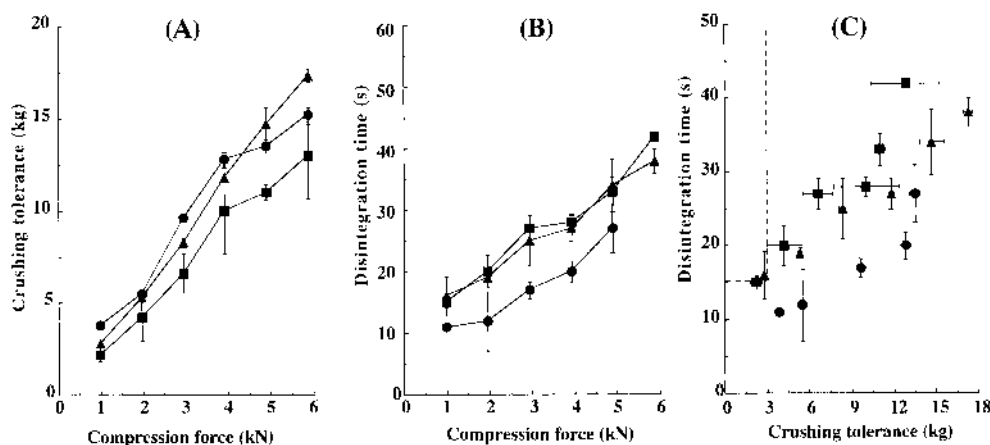 (A)
(B)
(C)
Crushing tolerance (kg)
20
15
10
5
0
0 1 2 3 4 5 6
Compression force (kN)
Disintegration time (s)
60
50
40
30
20
10
0
0 1 2 3 4 5 6
Compression force (kN)
Disintegration time (s)
50
40
30
20
10
0
0 3 6 9 12 15 18
Crushing tolerance (kg)